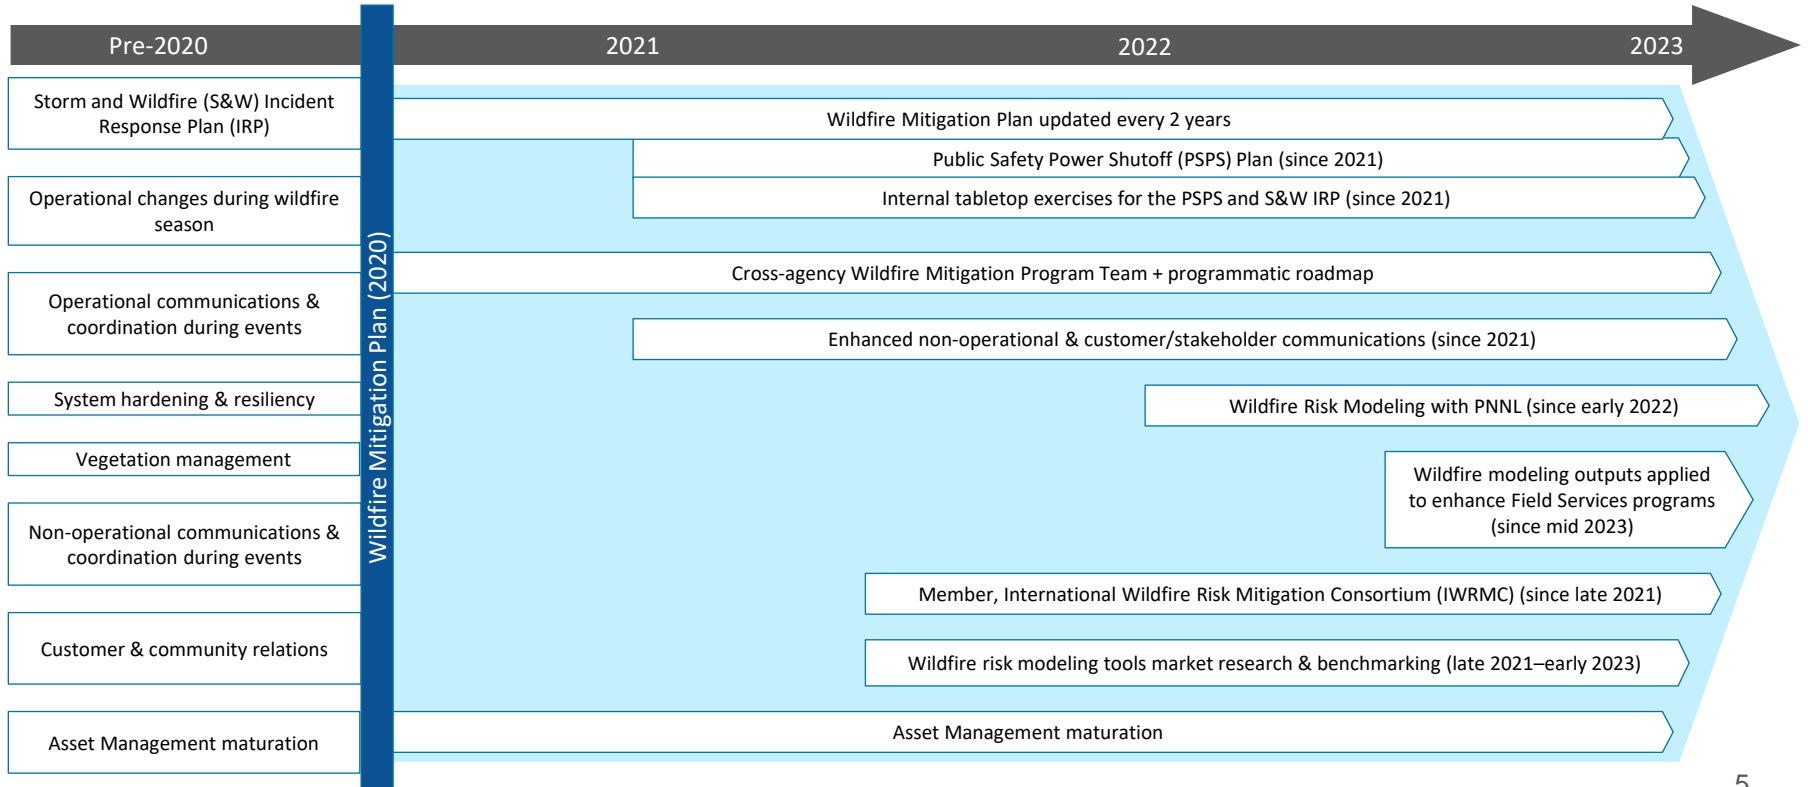 Pre-2020
2021
2022
2023
Storm and Wildfire (S&W) Incident
Response Plan (IRP)
Operational changes during wildfire
season
Operational communications &
coordination during events
System hardening & resiliency
Vegetation management
Non-operational communications &
coordination during events
Customer & community relations
Asset Management maturation
Wildfire Mitigation Plan (2020)
Wildfire Mitigation Plan updated every 2 years
Public Safety Power Shutoff (PSPS) Plan (since 2021)
Internal tabletop exercises for the PSPS and S&W IRP (since 2021)
Cross-agency Wildfire Mitigation Program Team + programmatic roadmap
Enhanced non-operational & customer/stakeholder communications (since 2021)
Wildfire Risk Modeling with PNNL (since early 2022)
Wildfire modeling outputs applied
to enhance Field Services programs
(since mid 2023)
Member, International Wildfire Risk Mitigation Consortium (IWRMC) (since late 2021)
Wildfire risk modeling tools market research & benchmarking (late 2021–early 2023)
Asset Management maturation
5